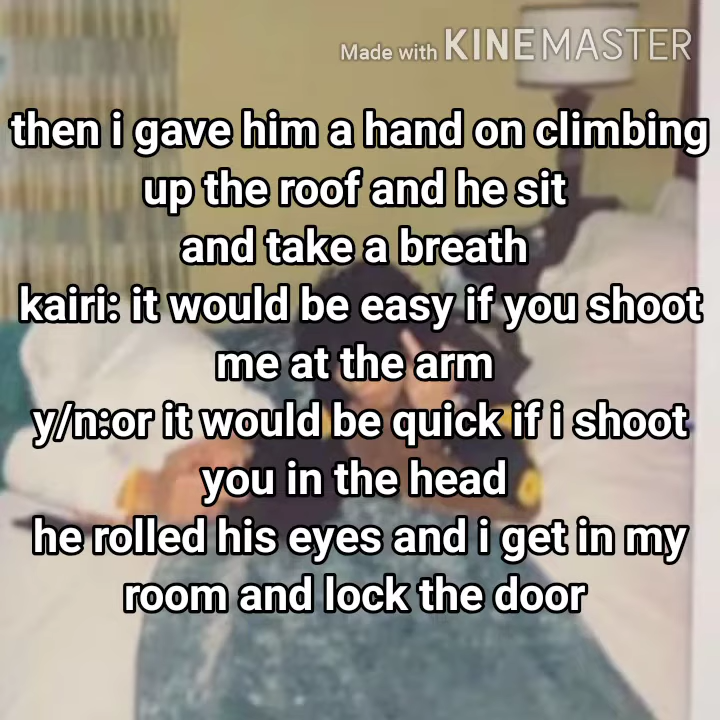 Made with KINEMASTER
then i gave him a hand on climbing
up the roof and he sit
and take a breath
kairi: it would be easy if you shoot
me at the arm
y/n:or it would be quick if i shoot
you in the head
he rolled his eyes and i get in my
room and lock the door